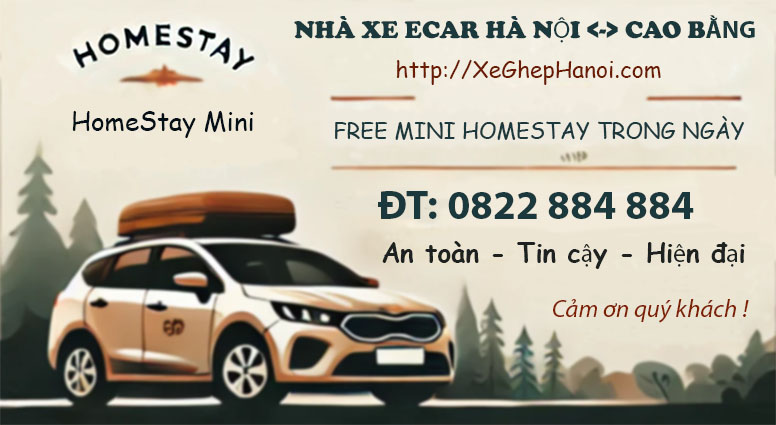 HOMESTAY
HomeStay Mini
NHÀ XE ECAR HÀ NỘI <-> CAO BẰNG
http://XeGhepHanoi.com
FREE MINI HOMESTAY TRONG NGÀY
ĐT: 0822 884 884
An toàn - Tin cậy - Hiện đại
Cảm ơn quý khách !